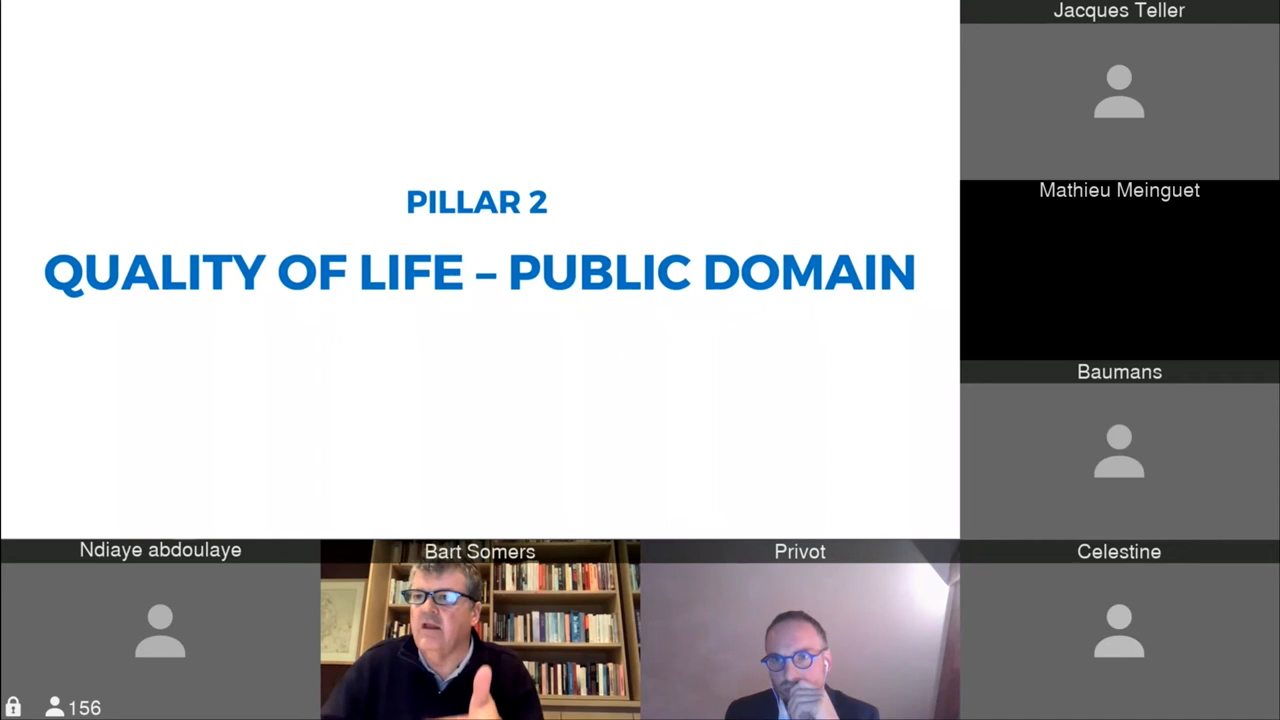 Jacques Teller
PILLAR 2
QUALITY OF LIFE – PUBLIC DOMAIN
Mathieu Meinguet
Baumans
Ndiaye abdoulaye
Bart Somers
Privot
Celestine
156